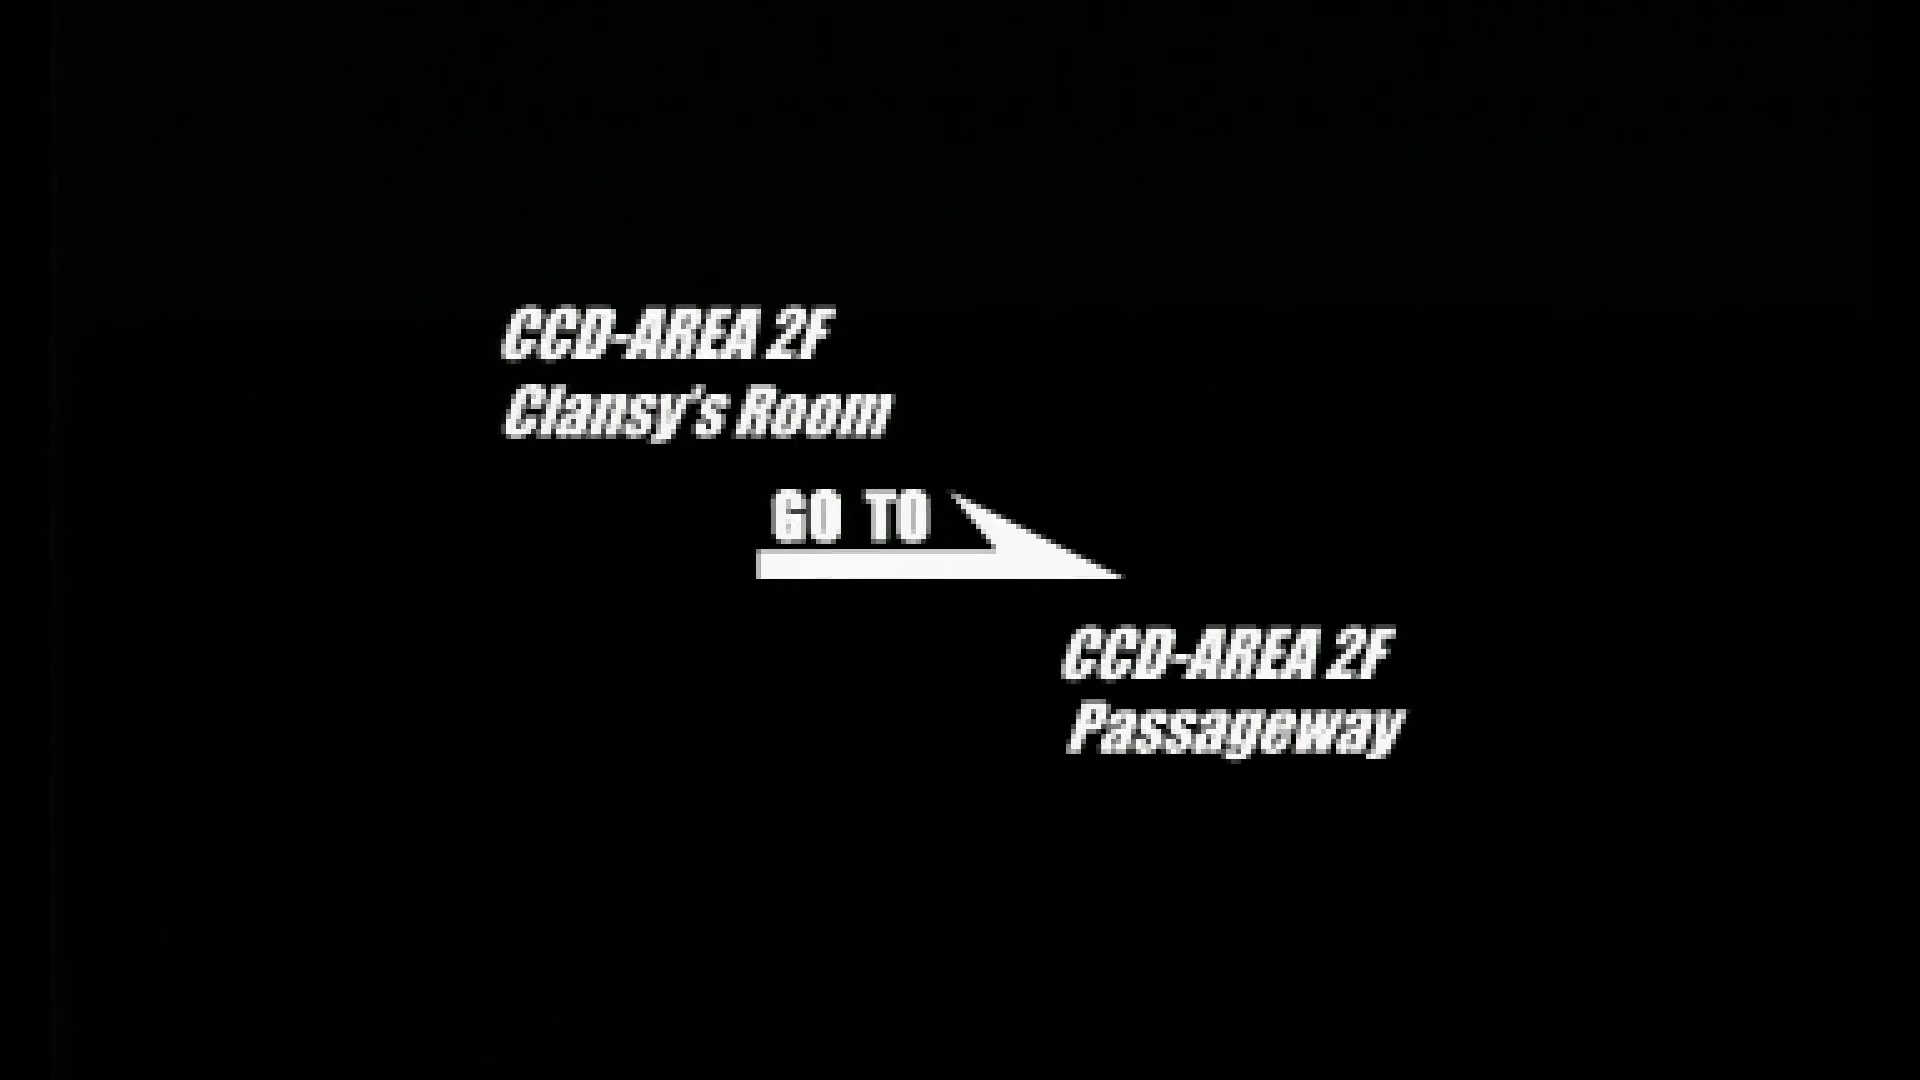 CCD-AREA 2F
Clansy's Room
GO TO
CCD-AREA 2F
Passageway